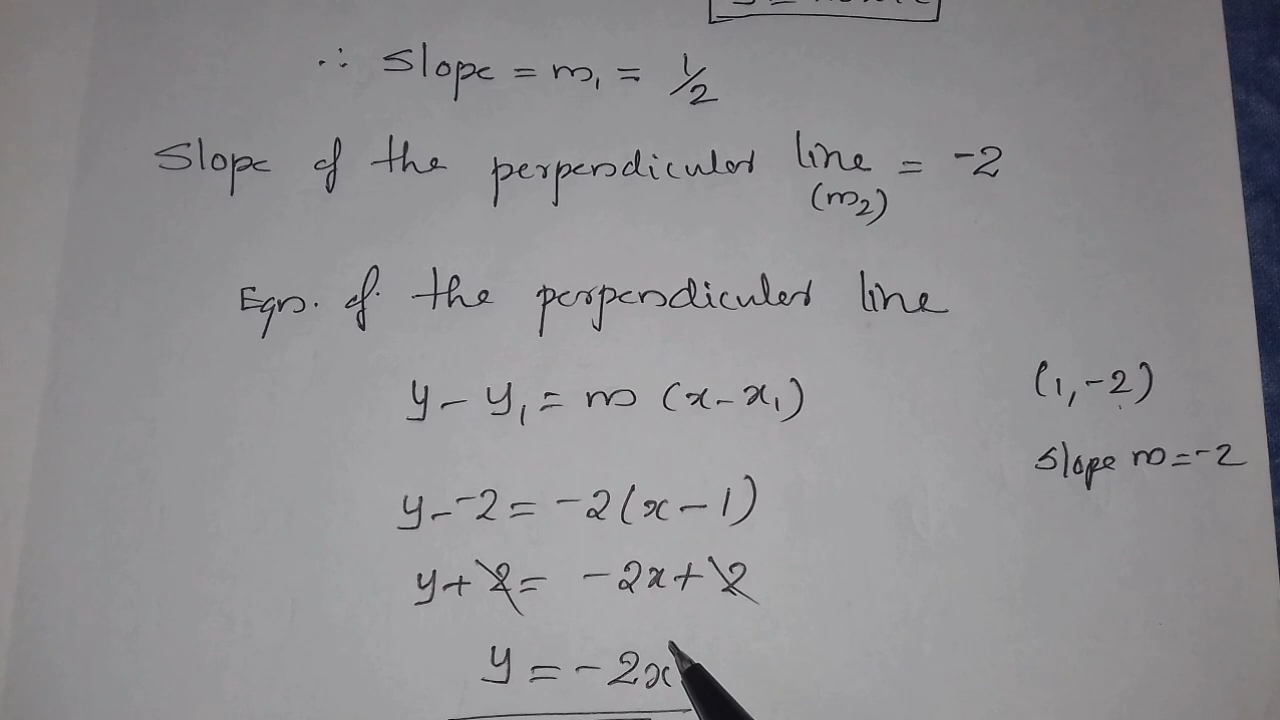 ∴ Slope = m₁ = 1/2
Slope of the perpendicular line = -2
(m₂)
Eqn. of the perpendicular line
y - y₁ = m (x - x₁)
(1, -2)
Slope m = -2
y - -2 = -2(x - 1)
y + 2 = -2x + 2
y = -2x